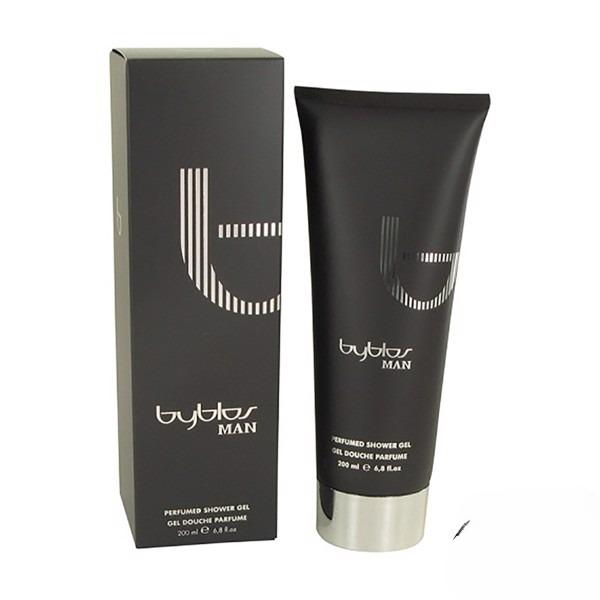 byblos
MAN
PERFUMED SHOWER GEL
GEL DOUCHE PARFUME
200 ml ℮ 6,8 fl.oz
byblos
MAN
PERFUMED SHOWER GEL
GEL DOUCHE PARFUME
200 ml ℮ 6,8 fl.oz